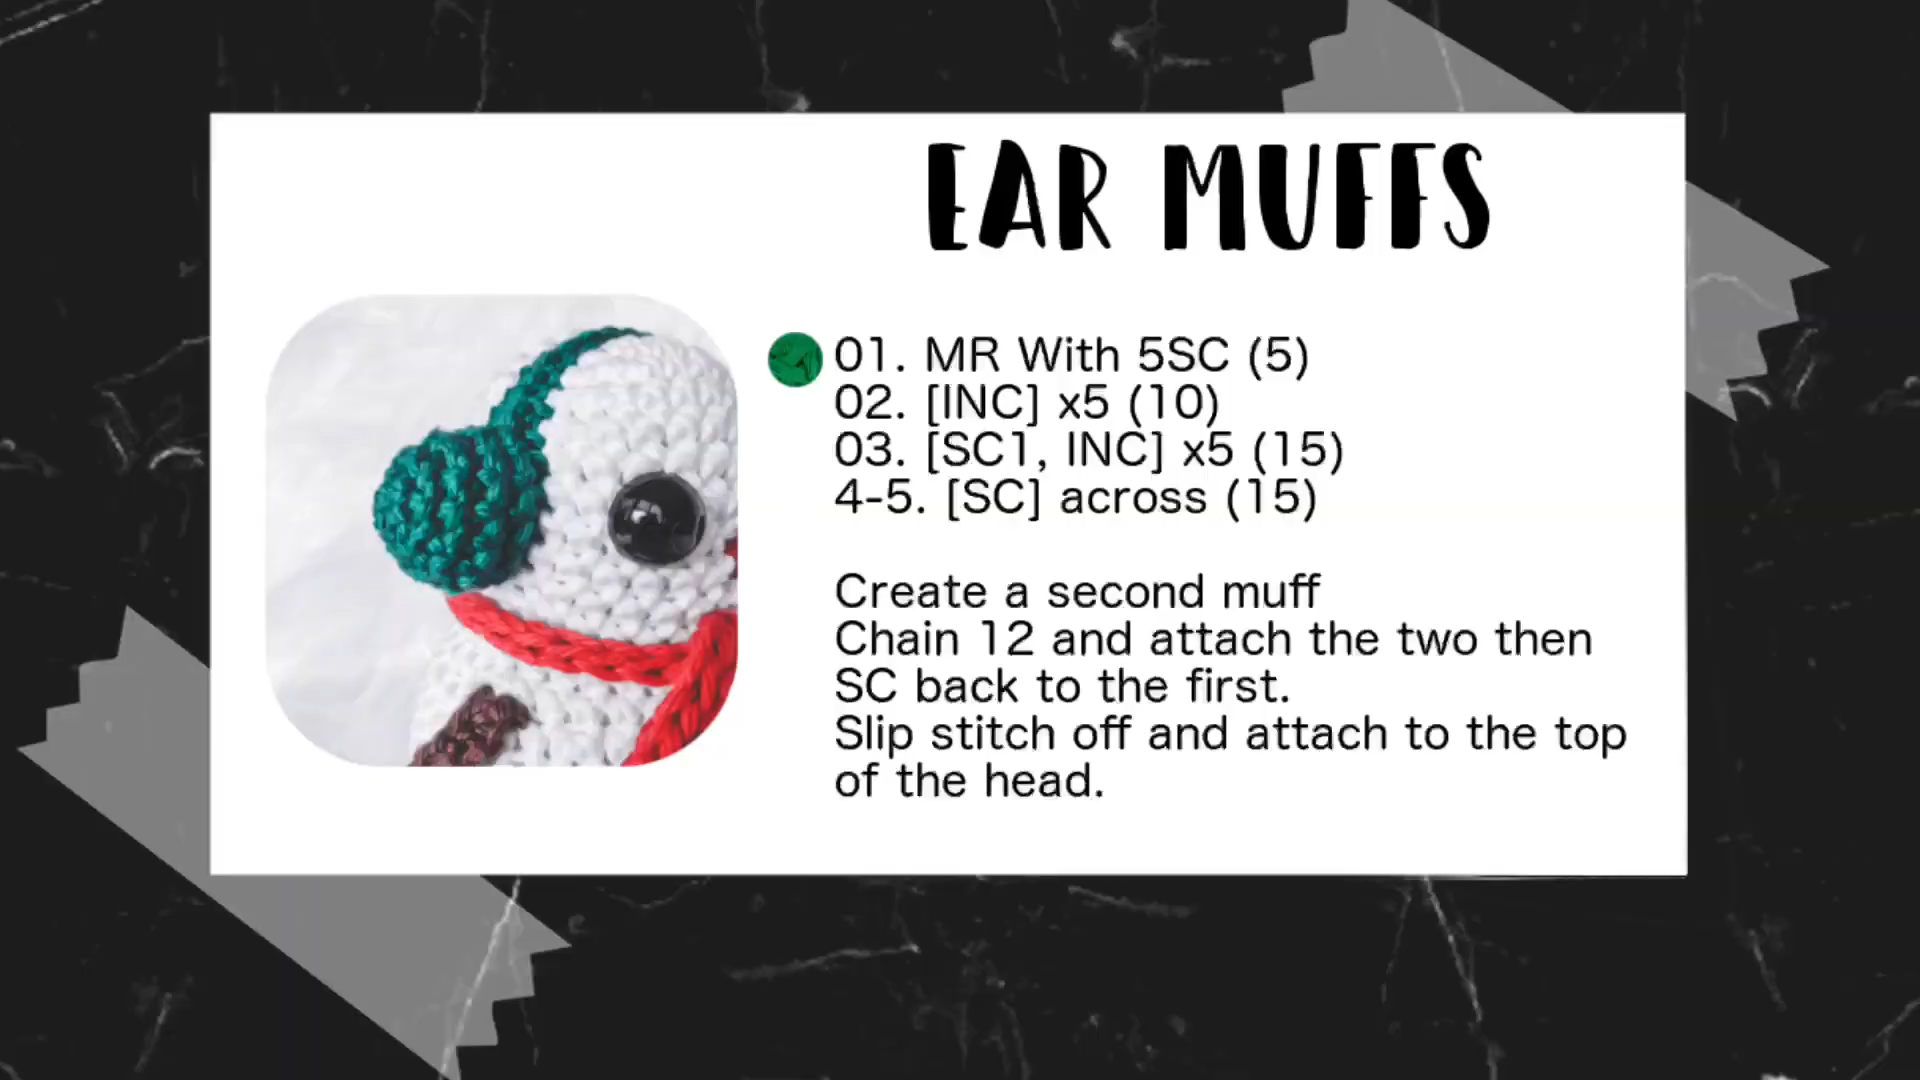 EAR MUFFS
01. MR With 5SC (5)
02. [INC] x5 (10)
03. [SC1, INC] x5 (15)
4-5. [SC] across (15)
Create a second muff
Chain 12 and attach the two then
SC back to the first.
Slip stitch off and attach to the top
of the head.